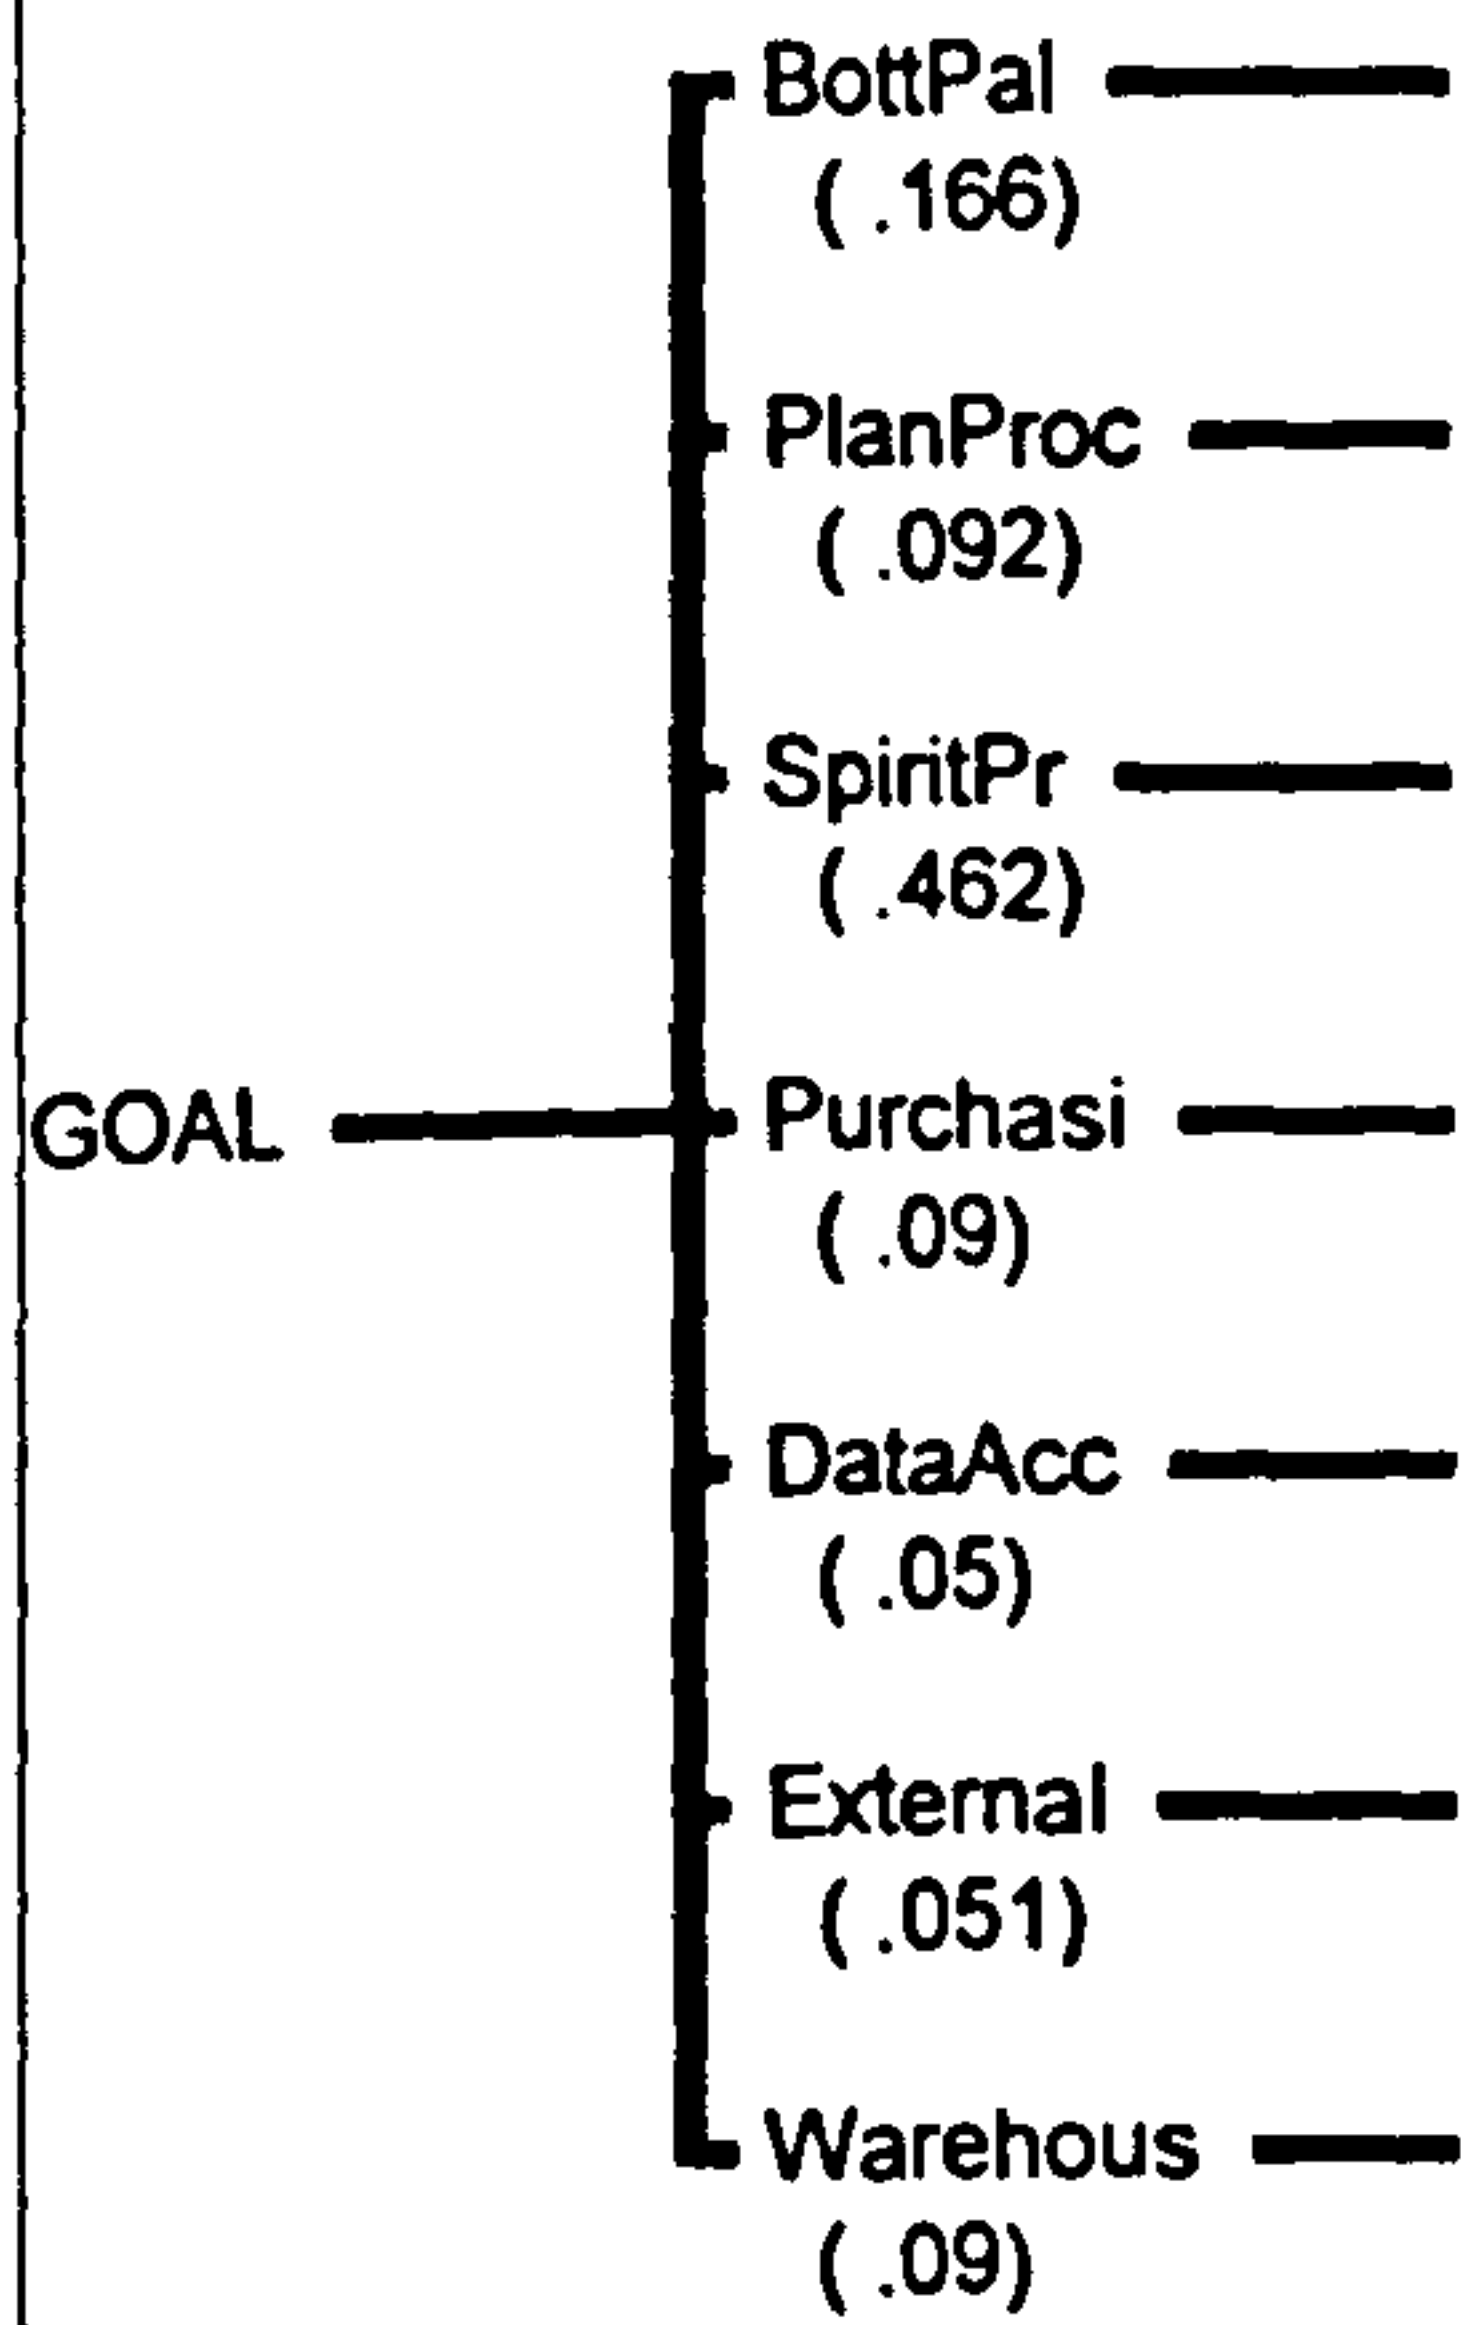 BottPal
( .166)
PlanProc
( .092)
SpiritPr
( .462)
GOAL
Purchasi
( .09)
DataAcc
( .05)
External
( .051)
Warehous
( .09)